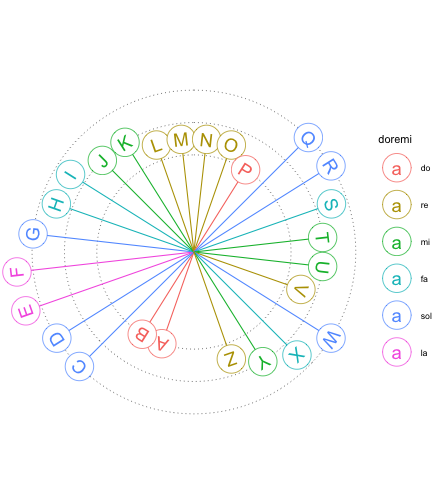 A
B
C
D
E
F
G
H
I
J
K
L
M
N
O
P
Q
R
S
T
U
V
W
X
Y
Z
doremi
a do
a re
a mi
a fa
a sol
a la